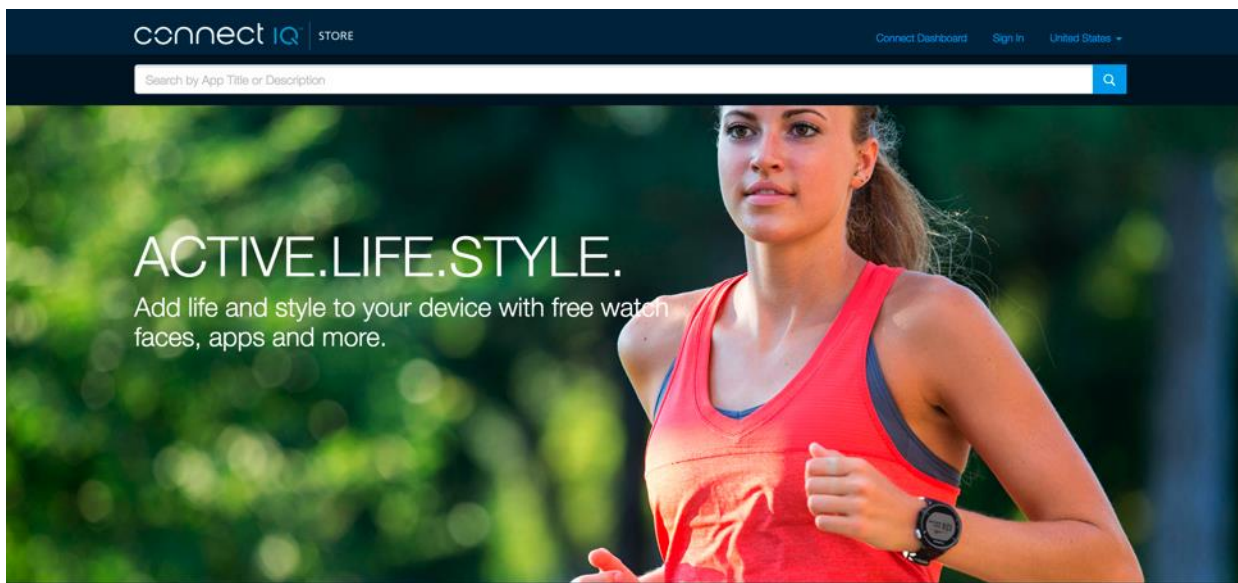 connect IQ™ STORE
Connect Dashboard Sign In United States
Search by App Title or Description
ACTIVE.LIFE.STYLE.
Add life and style to your device with free watch
faces, apps and more.